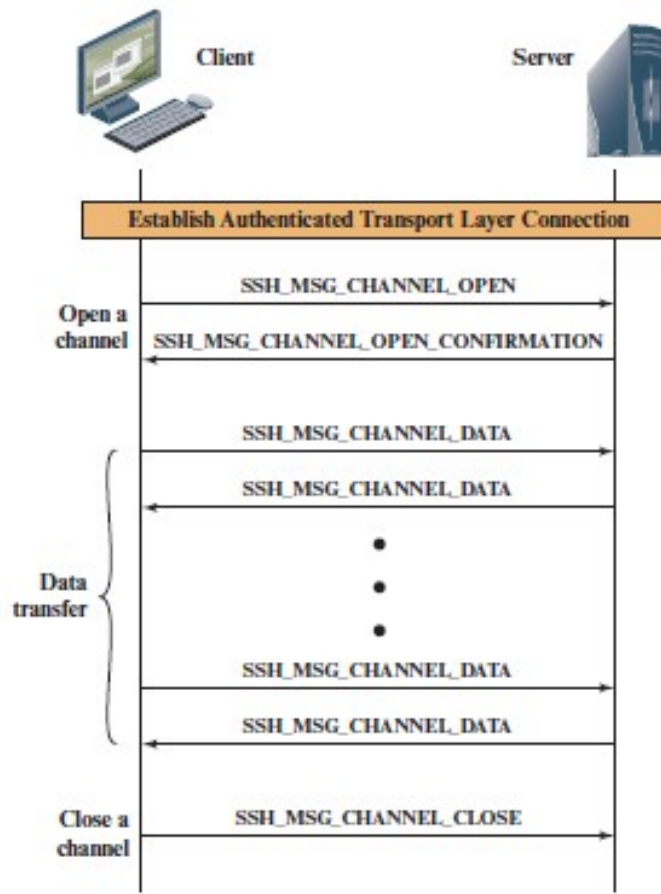 Client
Server
Establish Authenticated Transport Layer Connection
SSH_MSG_CHANNEL_OPEN
Open a
channel
SSH_MSG_CHANNEL_OPEN_CONFIRMATION
SSH_MSG_CHANNEL_DATA
SSH_MSG_CHANNEL_DATA
Data
transfer
SSH_MSG_CHANNEL_DATA
SSH_MSG_CHANNEL_DATA
SSH_MSG_CHANNEL_CLOSE
Close a
channel